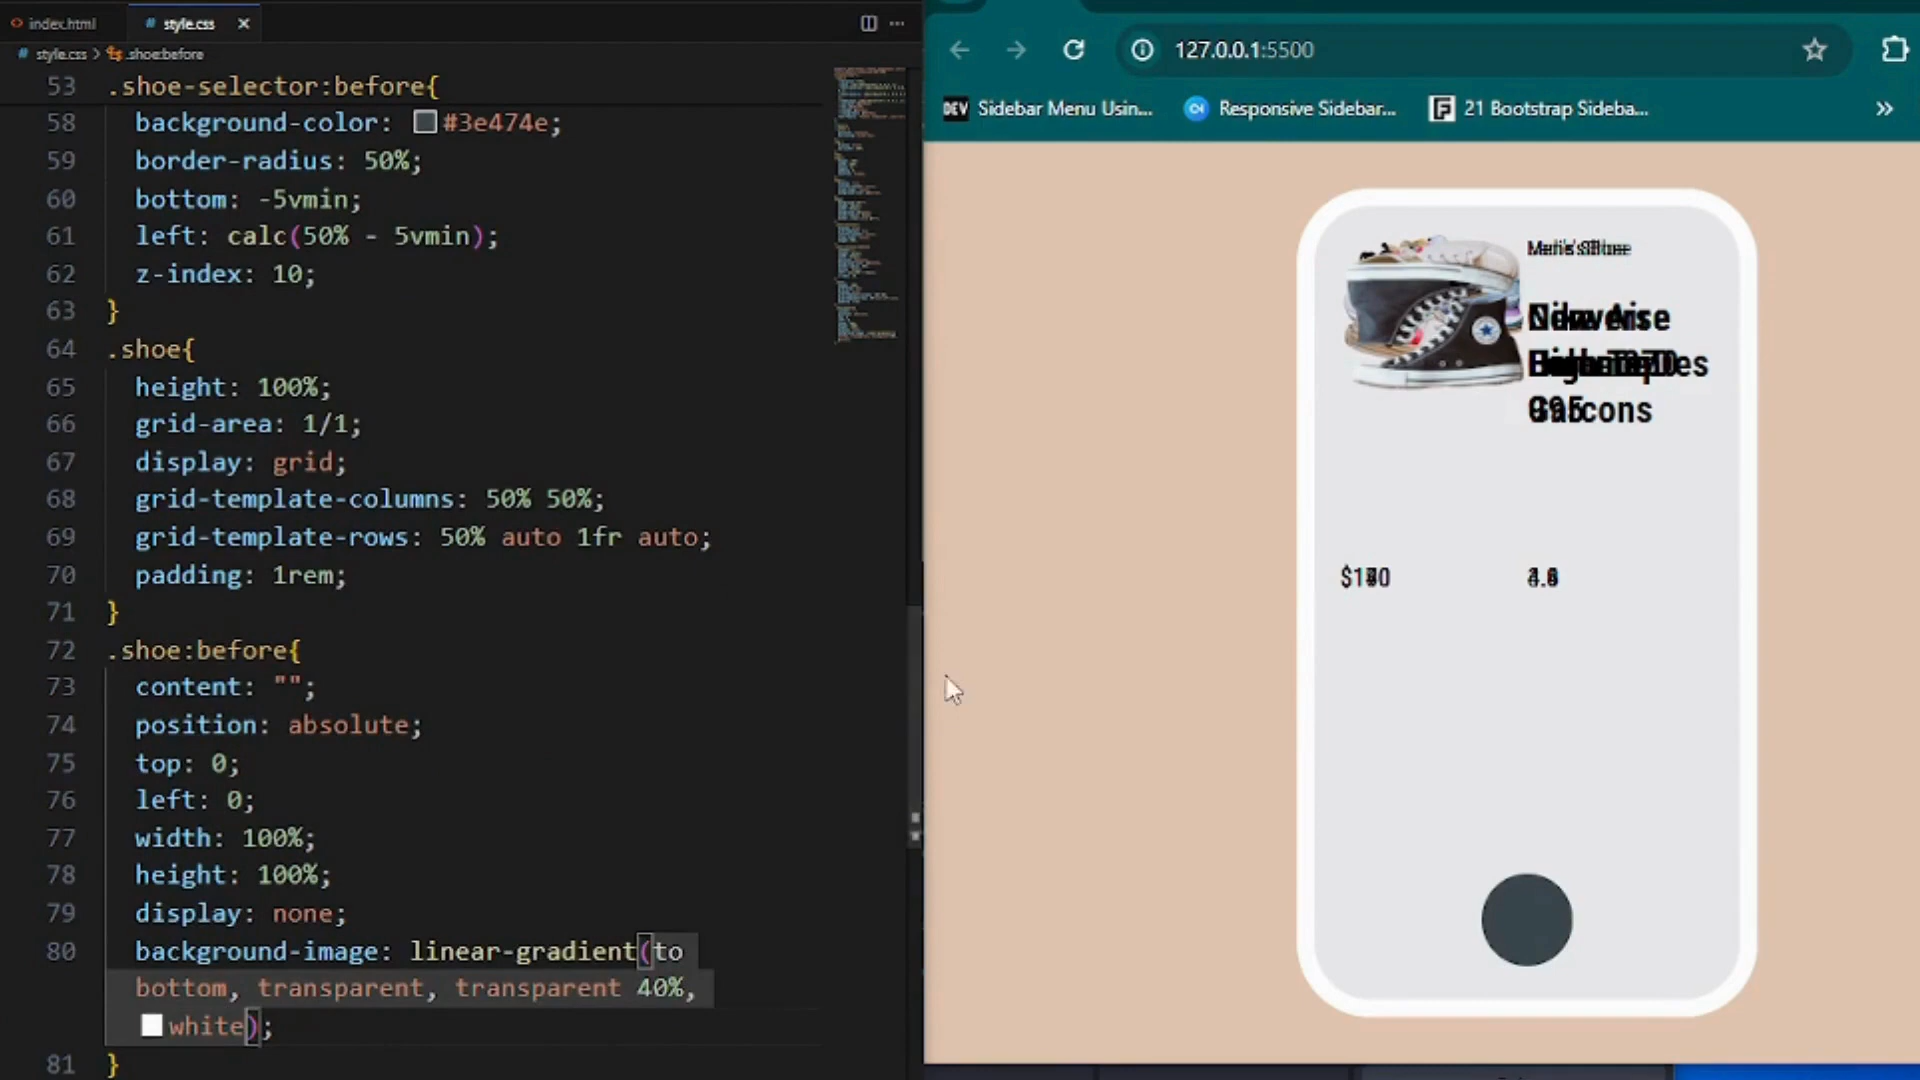 index.html
style.css
style.css > .shoe:before
53 .shoe-selector:before{
58 background-color: #3e474e;
59 border-radius: 50%;
60 bottom: -5vmin;
61 left: calc(50% - 5vmin);
62 z-index: 10;
63 }
64 .shoe{
65 height: 100%;
66 grid-area: 1/1;
67 display: grid;
68 grid-template-columns: 50% 50%;
69 grid-template-rows: 50% auto 1fr auto;
70 padding: 1rem;
71 }
72 .shoe:before{
73 content: "";
74 position: absolute;
75 top: 0;
76 left: 0;
77 width: 100%;
78 height: 100%;
79 display: none;
80 background-image: linear-gradient(to
bottom, transparent, transparent 40%,
white);
81 }
127.0.0.1:5500
DEV Sidebar Menu Usin...
Responsive Sidebar...
21 Bootstrap Sideba...